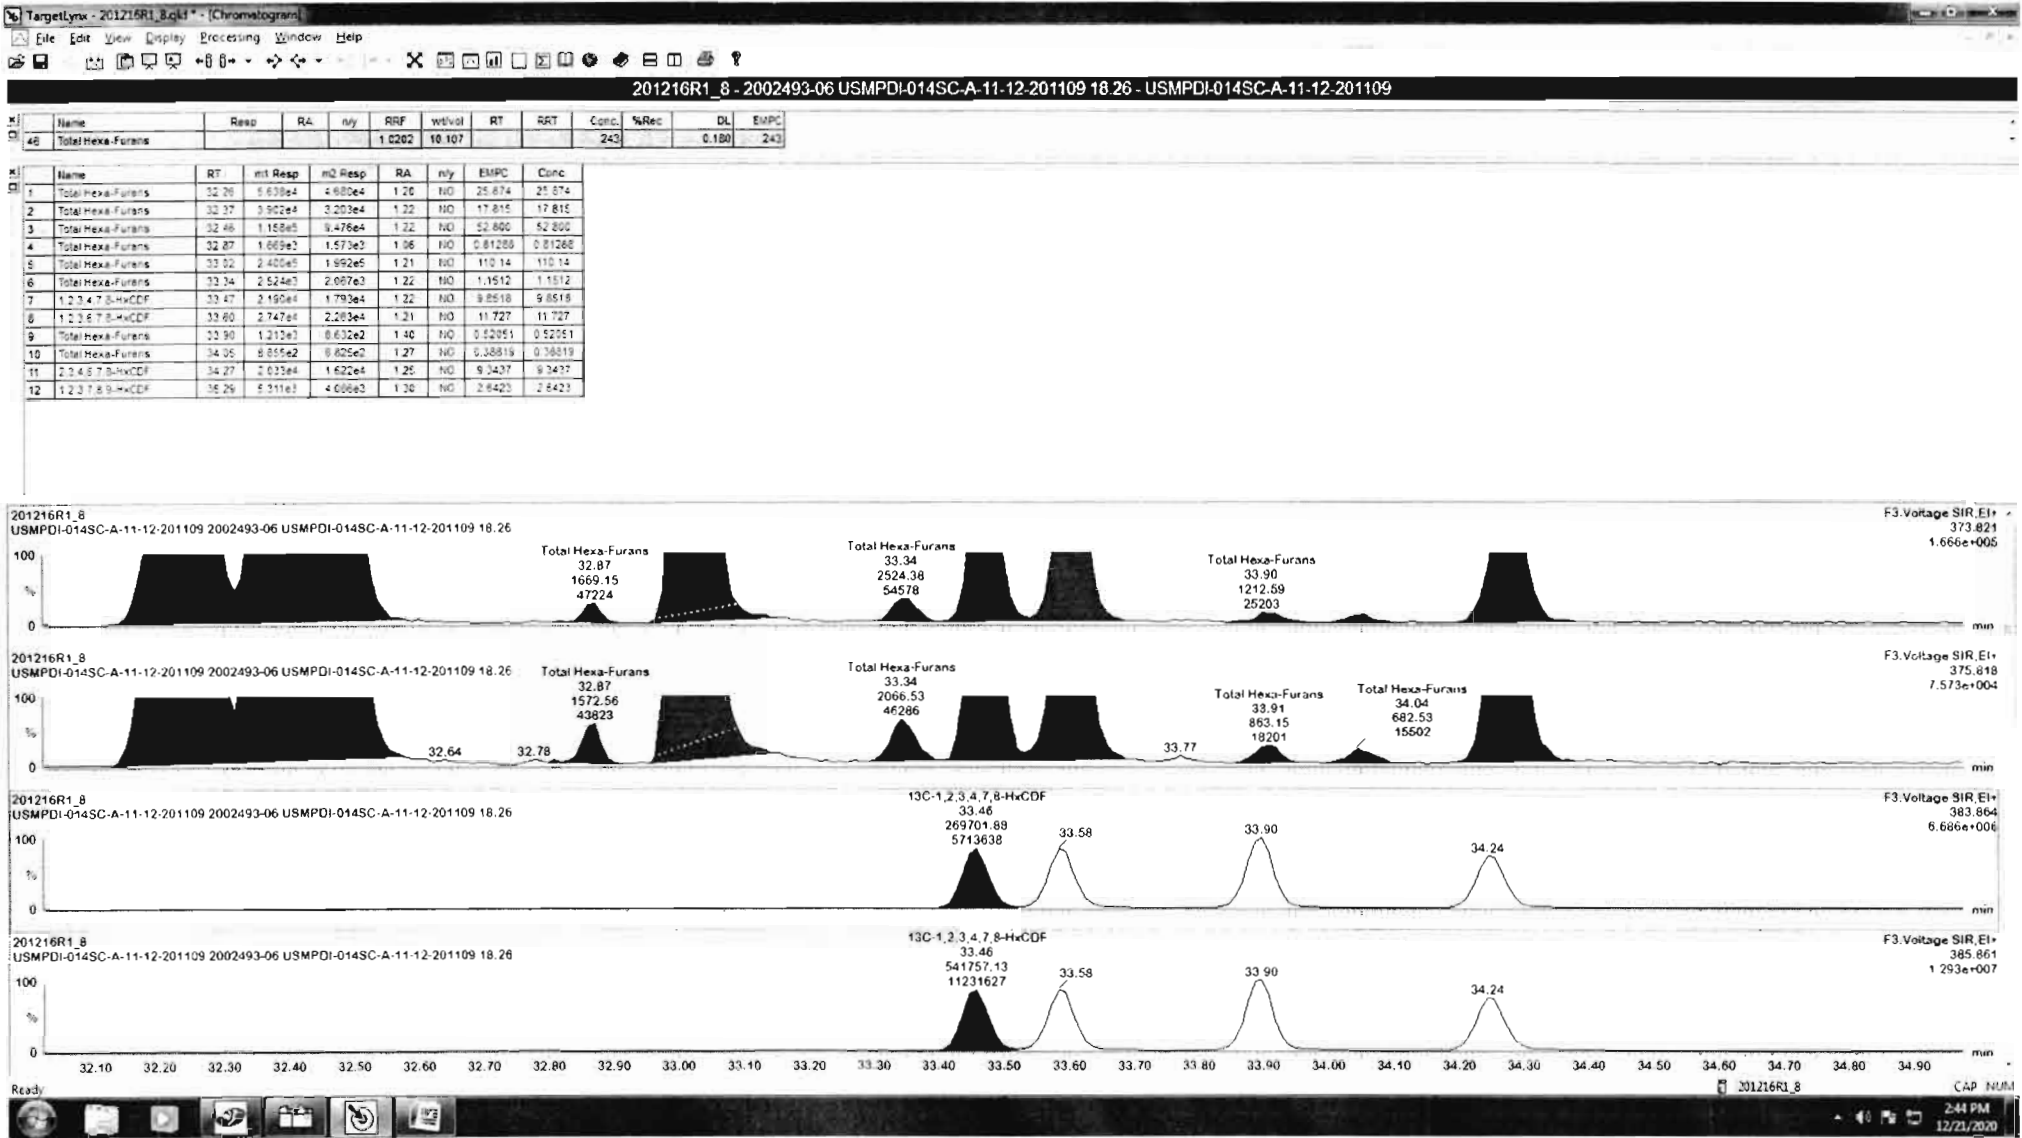 TargetLynx - 201216R1_8.qld * - [Chromatogram]
File Edit View Display Processing Window Help
201216R1_8 - 2002493-06 USMPDI-014SC-A-11-12-201109 18.26 - USMPDI-014SC-A-11-12-201109
Name Resp RA n/y RRF wt/vol RT RRT Conc. %Rec DL EMPC
46 Total Hexa-Furans 1.0202 10.107 243 0.180 243
Name RT m1 Resp m2 Resp RA n/y EMPC Conc
1 Total Hexa-Furans 32.26 5.638e4 4.680e4 1.20 NO 25.874 25.874
2 Total Hexa-Furans 32.37 3.902e4 3.203e4 1.22 NO 17.815 17.815
3 Total Hexa-Furans 32.46 1.158e5 9.476e4 1.22 NO 52.800 52.800
4 Total Hexa-Furans 32.87 1.669e3 1.573e3 1.06 NO 0.81268 0.81268
5 Total Hexa-Furans 33.02 2.400e5 1.992e5 1.21 NO 110.14 110.14
6 Total Hexa-Furans 33.34 2.524e3 2.067e3 1.22 NO 1.1512 1.1512
7 1,2,3,4,7,8-HxCDF 33.47 2.190e4 1.793e4 1.22 NO 9.8518 9.8518
8 1,2,3,6,7,8-HxCDF 33.60 2.747e4 2.263e4 1.21 NO 11.727 11.727
9 Total Hexa-Furans 33.90 1.213e3 8.632e2 1.40 NO 0.52051 0.52051
10 Total Hexa-Furans 34.05 8.655e2 6.825e2 1.27 NO 0.38819 0.38819
11 2,3,4,6,7,8-HxCDF 34.27 2.033e4 1.622e4 1.25 NO 9.3437 9.3437
12 1,2,3,7,8,9-HxCDF 35.29 5.311e3 4.086e3 1.30 NO 2.6423 2.6423
201216R1_8
USMPDI-014SC-A-11-12-201109 2002493-06 USMPDI-014SC-A-11-12-201109 18.26
F3:Voltage SIR,EI+
373.821
1.666e+005
100
%
0
Total Hexa-Furans
32.87
1669.15
47224
Total Hexa-Furans
33.34
2524.38
54578
Total Hexa-Furans
33.90
1212.59
25203
min
201216R1_8
USMPDI-014SC-A-11-12-201109 2002493-06 USMPDI-014SC-A-11-12-201109 18.26
F3:Voltage SIR,EI+
375.818
7.573e+004
100
%
0
32.64
32.78
Total Hexa-Furans
32.87
1572.56
43823
Total Hexa-Furans
33.34
2066.53
46286
33.77
Total Hexa-Furans
33.91
863.15
18201
Total Hexa-Furans
34.04
682.53
15502
min
201216R1_8
USMPDI-014SC-A-11-12-201109 2002493-06 USMPDI-014SC-A-11-12-201109 18.26
F3:Voltage SIR,EI+
383.864
6.686e+006
100
%
0
13C-1,2,3,4,7,8-HxCDF
33.46
269701.88
5713638
33.58
33.90
34.24
min
201216R1_8
USMPDI-014SC-A-11-12-201109 2002493-06 USMPDI-014SC-A-11-12-201109 18.26
F3:Voltage SIR,EI+
385.861
1.293e+007
100
%
0
13C-1,2,3,4,7,8-HxCDF
33.46
541757.13
11231627
33.58
33.90
34.24
min
32.10 32.20 32.30 32.40 32.50 32.60 32.70 32.80 32.90 33.00 33.10 33.20 33.30 33.40 33.50 33.60 33.70 33.80 33.90 34.00 34.10 34.20 34.30 34.40 34.50 34.60 34.70 34.80 34.90
Ready 201216R1_8 CAP NUM
2:44 PM
12/21/2020